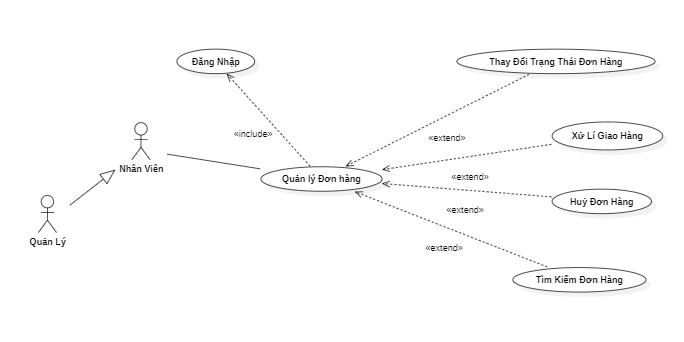 Đăng Nhập
Thay Đổi Trạng Thái Đơn Hàng
«include»
«extend»
Xử Lí Giao Hàng
Nhân Viên
Quản lý Đơn hàng
«extend»
Huỷ Đơn Hàng
«extend»
Quản Lý
«extend»
Tìm Kiếm Đơn Hàng